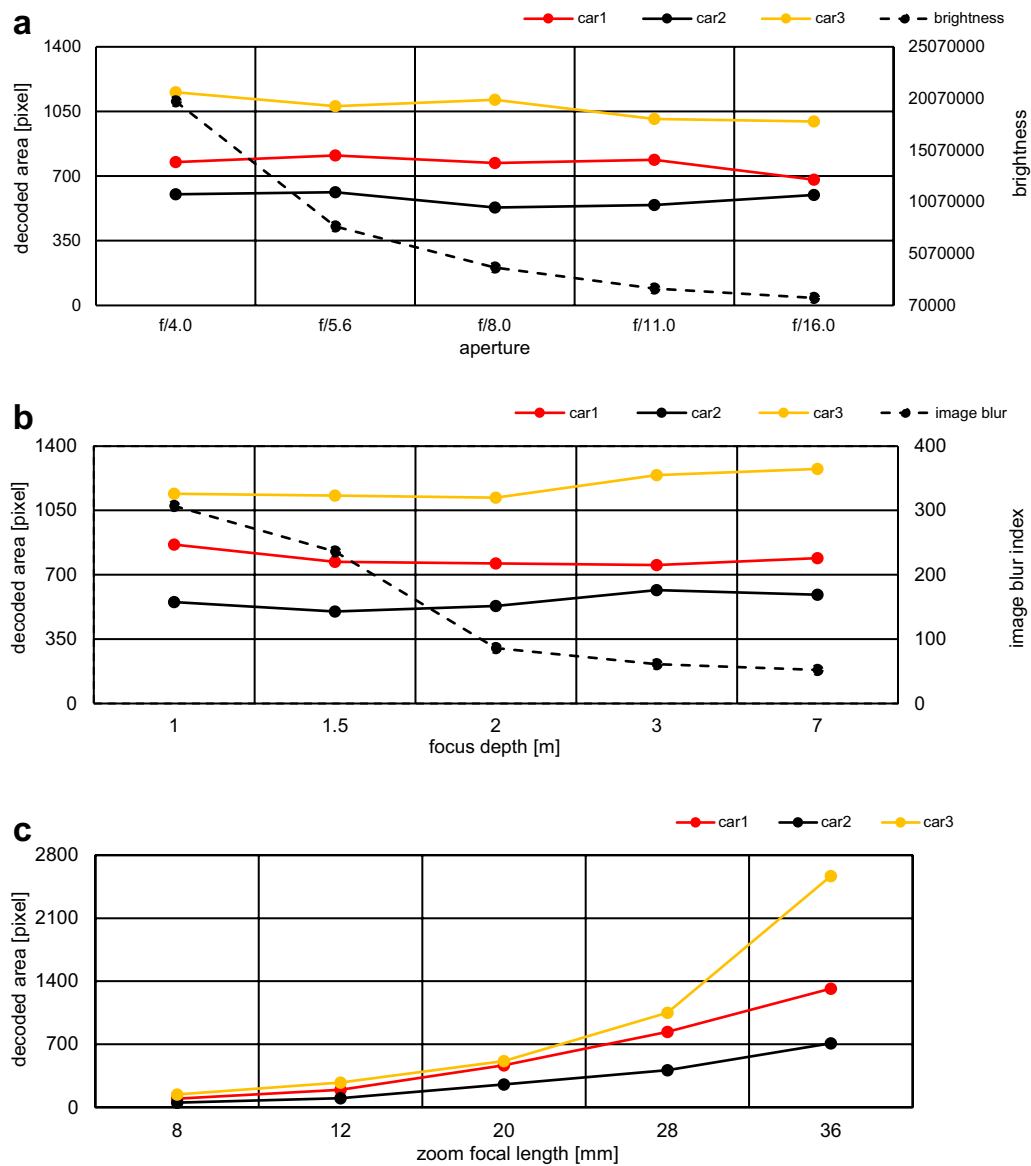 a
car1 car2 car3 brightness
1400
1050
700
350
0
decoded area [pixel]
25070000
20070000
15070000
10070000
5070000
70000
brightness
f/4.0 f/5.6 f/8.0 f/11.0 f/16.0
aperture
b
car1 car2 car3 image blur
1400
1050
700
350
0
decoded area [pixel]
400
300
200
100
0
image blur index
1 1.5 2 3 7
focus depth [m]
c
car1 car2 car3
2800
2100
1400
700
0
decoded area [pixel]
8 12 20 28 36
zoom focal length [mm]